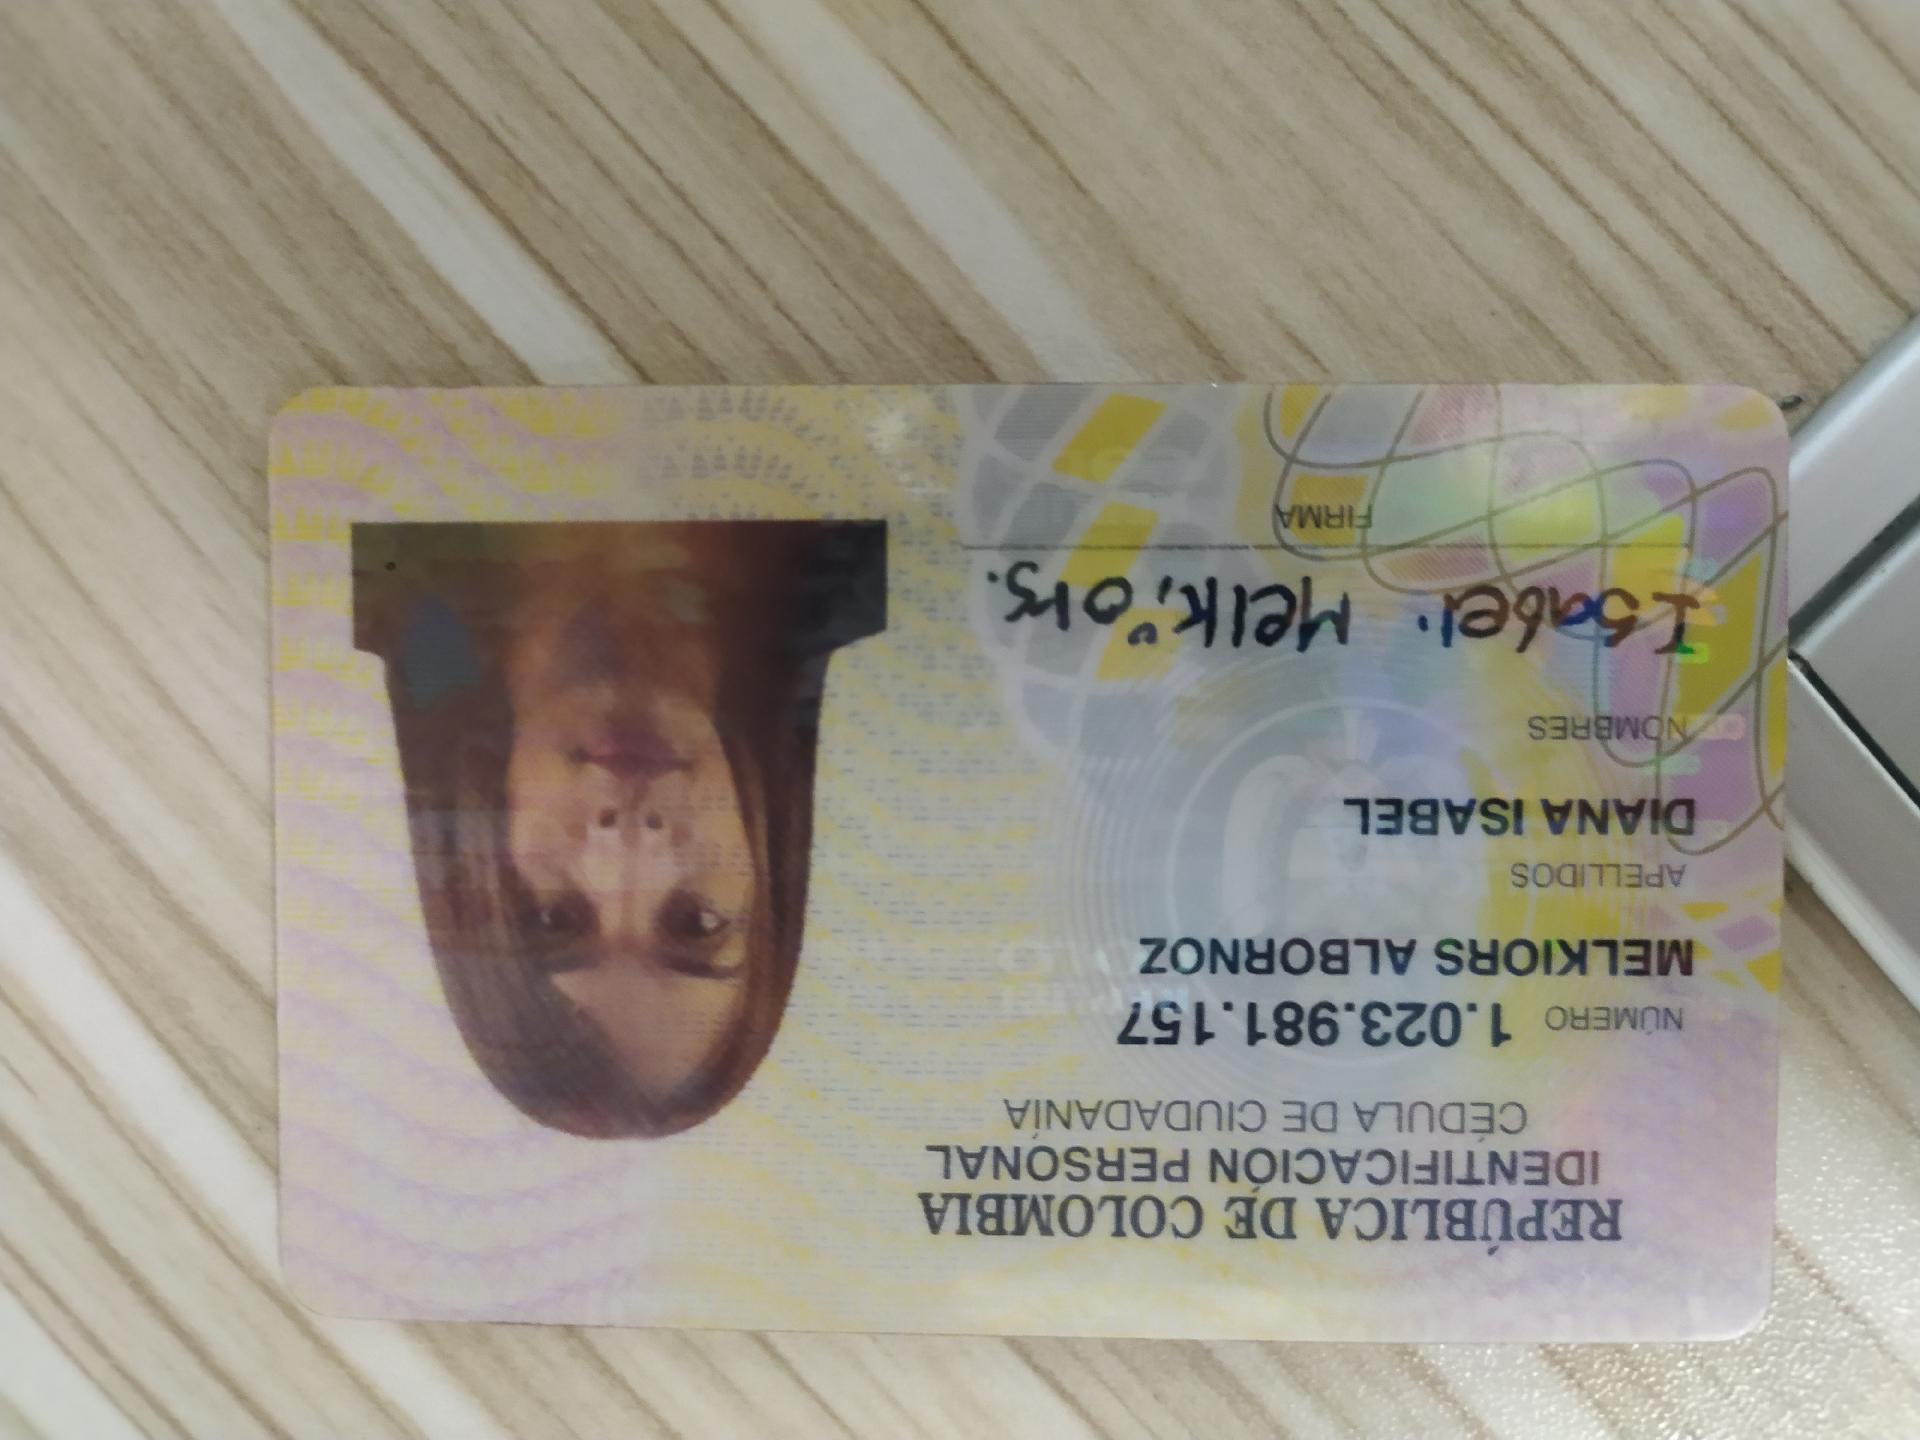 REPÚBLICA DE COLOMBIA
IDENTIFICACIÓN PERSONAL
CÉDULA DE CIUDADANÍA
NÚMERO 1.023.981.157
MELKIORS ALBORNOZ
APELLIDOS
DIANA ISABEL
NOMBRES
Isabel Melkiors.
FIRMA